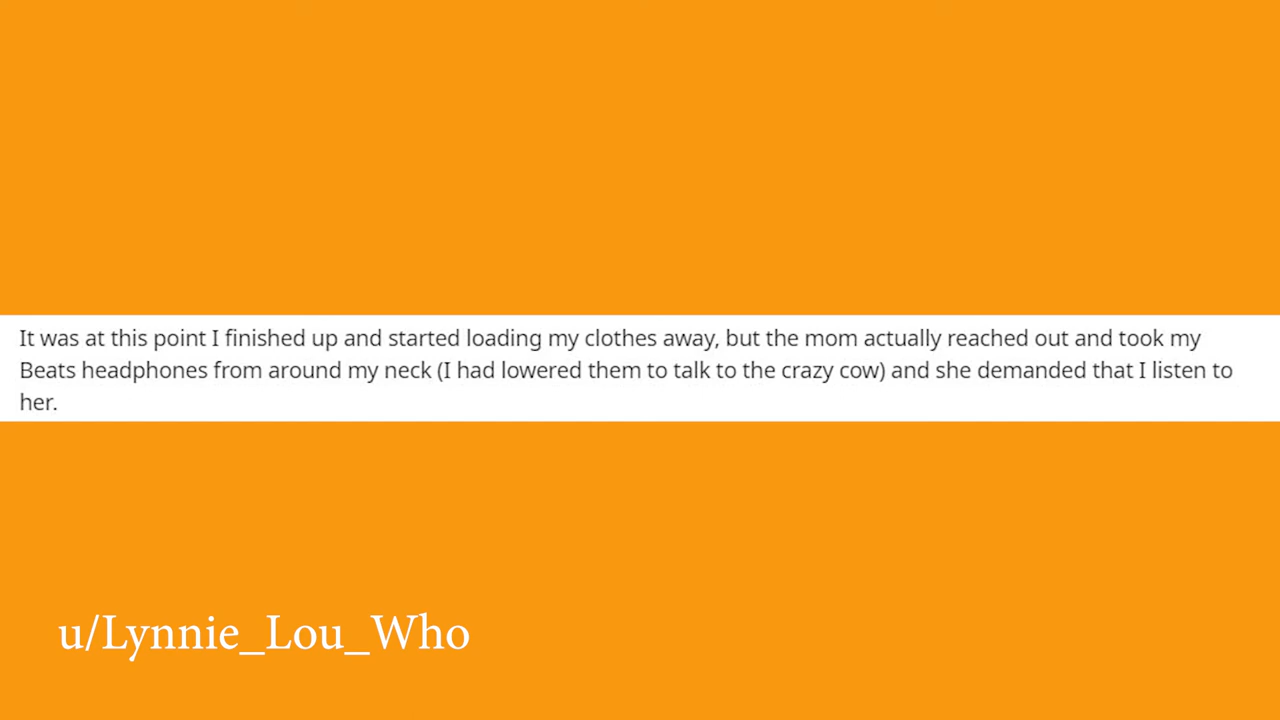 It was at this point I finished up and started loading my clothes away, but the mom actually reached out and took my
Beats headphones from around my neck (I had lowered them to talk to the crazy cow) and she demanded that I listen to
her.
u/Lynnie_Lou_Who